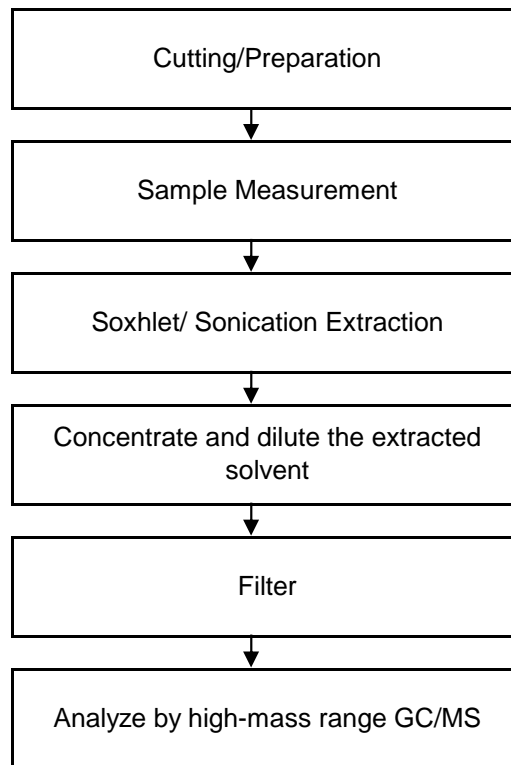 Cutting/Preparation
Sample Measurement
Soxhlet/ Sonication Extraction
Concentrate and dilute the extracted
solvent
Filter
Analyze by high-mass range GC/MS